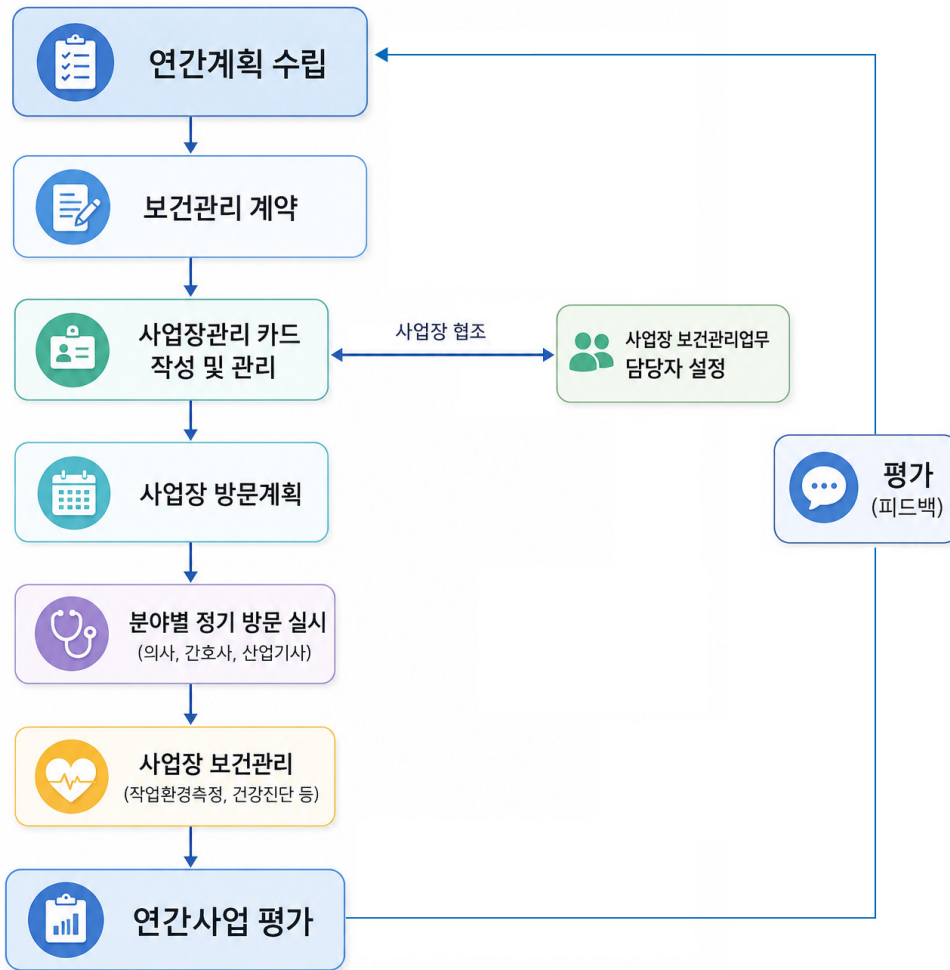 연간계획 수립
보건관리 계약
사업장관리 카드
작성 및 관리
사업장 협조
사업장 보건관리업무
담당자 설정
사업장 방문계획
평가
(피드백)
분야별 정기 방문 실시
(의사, 간호사, 산업기사)
사업장 보건관리
(작업환경측정, 건강진단 등)
연간사업 평가